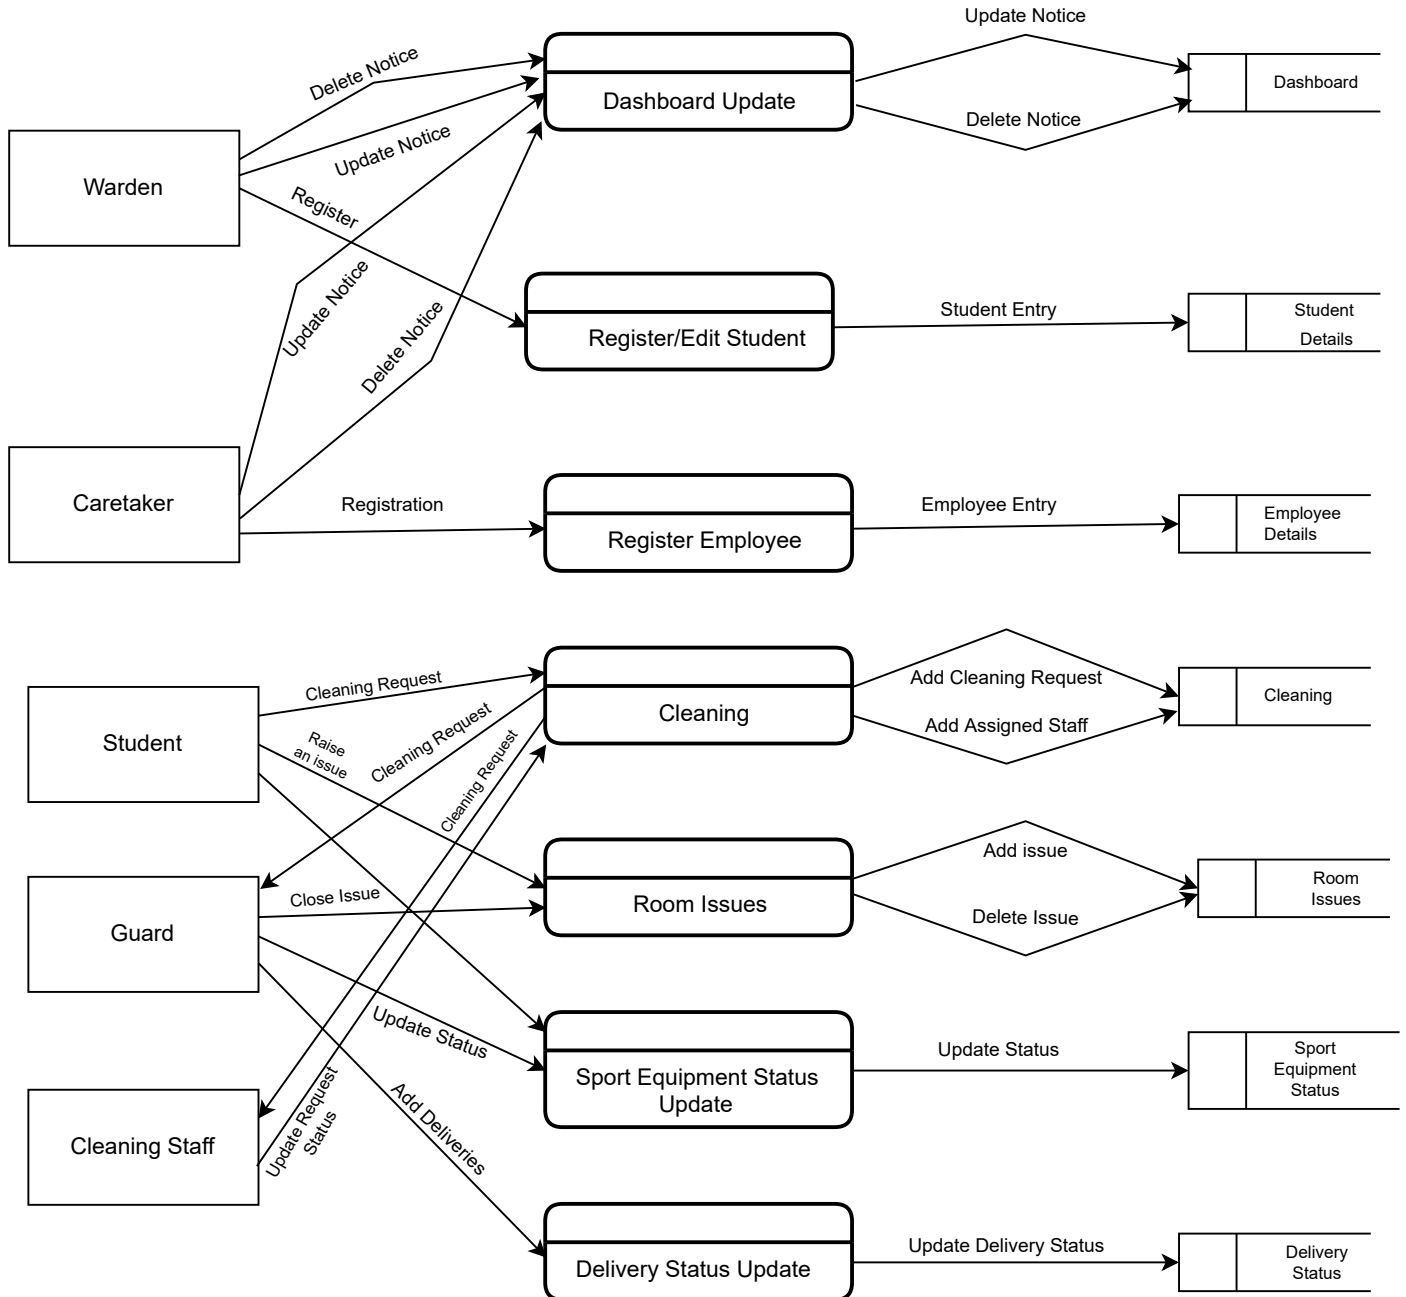 Update Notice
Delete Notice
Dashboard
Dashboard Update
Delete Notice
Update Notice
Warden
Register
Update Notice
Delete Notice
Student Entry
Student
Details
Register/Edit Student
Caretaker
Registration
Employee Entry
Employee
Details
Register Employee
Cleaning Request
Add Cleaning Request
Cleaning
Cleaning
Add Assigned Staff
Student
Raise
an issue
Cleaning Request
Cleaning Request
Add issue
Room
Issues
Close Issue
Room Issues
Delete Issue
Guard
Update Status
Update Status
Sport
Equipment
Status
Sport Equipment Status
Update
Cleaning Staff
Update Request
Status
Add Deliveries
Update Delivery Status
Delivery
Status
Delivery Status Update